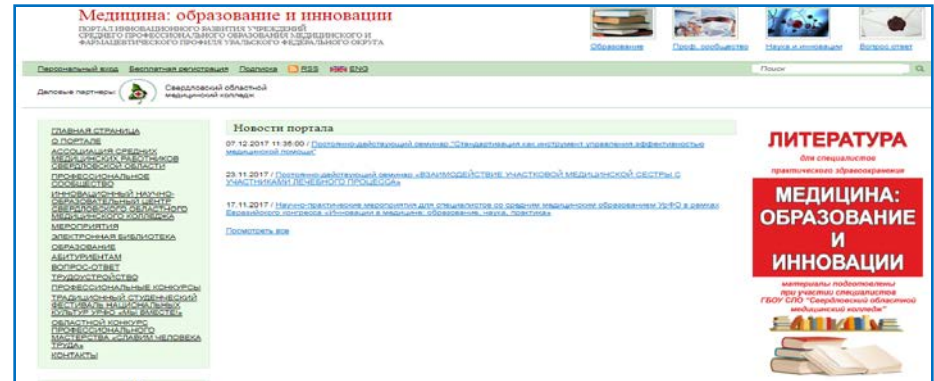 Медицина: образование и инновации
ПОРТАЛ ИННОВАЦИОННОГО РАЗВИТИЯ УЧРЕЖДЕНИЙ
СРЕДНЕГО ПРОФЕССИОНАЛЬНОГО ОБРАЗОВАНИЯ МЕДИЦИНСКОГО И
ФАРМАЦЕВТИЧЕСКОГО ПРОФИЛЯ УРАЛЬСКОГО ФЕДЕРАЛЬНОГО ОКРУГА
Образование Проф. сообщество Наука и инновации Вопрос ответ
Персональный вход Бесплатная регистрация Подписка RSS ENG Поиск
Деловые партнеры: Свердловский областной
медицинский колледж
ГЛАВНАЯ СТРАНИЦА
О ПОРТАЛЕ
АССОЦИАЦИЯ СРЕДНИХ
МЕДИЦИНСКИХ РАБОТНИКОВ
СВЕРДЛОВСКОЙ ОБЛАСТИ
ПРОФЕССИОНАЛЬНОЕ
СООБЩЕСТВО
ИННОВАЦИОННЫЙ НАУЧНО-
ОБРАЗОВАТЕЛЬНЫЙ ЦЕНТР
СВЕРДЛОВСКОГО ОБЛАСТНОГО
МЕДИЦИНСКОГО КОЛЛЕДЖА
МЕРОПРИЯТИЯ
ЭЛЕКТРОННАЯ БИБЛИОТЕКА
ОБРАЗОВАНИЕ
АБИТУРИЕНТАМ
ВОПРОС-ОТВЕТ
ТРУДОУСТРОЙСТВО
ПРОФЕССИОНАЛЬНЫЕ КОНКУРСЫ
ТРАДИЦИОННЫЙ СТУДЕНЧЕСКИЙ
ФЕСТИВАЛЬ НАЦИОНАЛЬНЫХ
КУЛЬТУР УРФО «МЫ ВМЕСТЕ!»
ОБЛАСТНОЙ КОНКУРС
ПРОФЕССИОНАЛЬНОГО
МАСТЕРСТВА «СЛАВИМ ЧЕЛОВЕКА
ТРУДА»
КОНТАКТЫ
Новости портала
07.12.2017 11:35:00 / Постоянно-действующий семинар "Стандартизация как инструмент управления эффективностью
медицинской помощи"
23.11.2017 / Постоянно-действующий семинар «ВЗАИМОДЕЙСТВИЕ УЧАСТКОВОЙ МЕДИЦИНСКОЙ СЕСТРЫ С
УЧАСТНИКАМИ ЛЕЧЕБНОГО ПРОЦЕССА»
17.11.2017 / Научно-практические мероприятия для специалистов со средним медицинским образованием УрФО в рамках
Евразийского конгресса «Инновации в медицине: образование, наука, практика»
Посмотреть все
ЛИТЕРАТУРА
для специалистов
практического здравоохранения
МЕДИЦИНА:
ОБРАЗОВАНИЕ
И
ИННОВАЦИИ
материалы подготовлены
при участии специалистов
ГБОУ СПО "Свердловский областной
медицинский колледж"